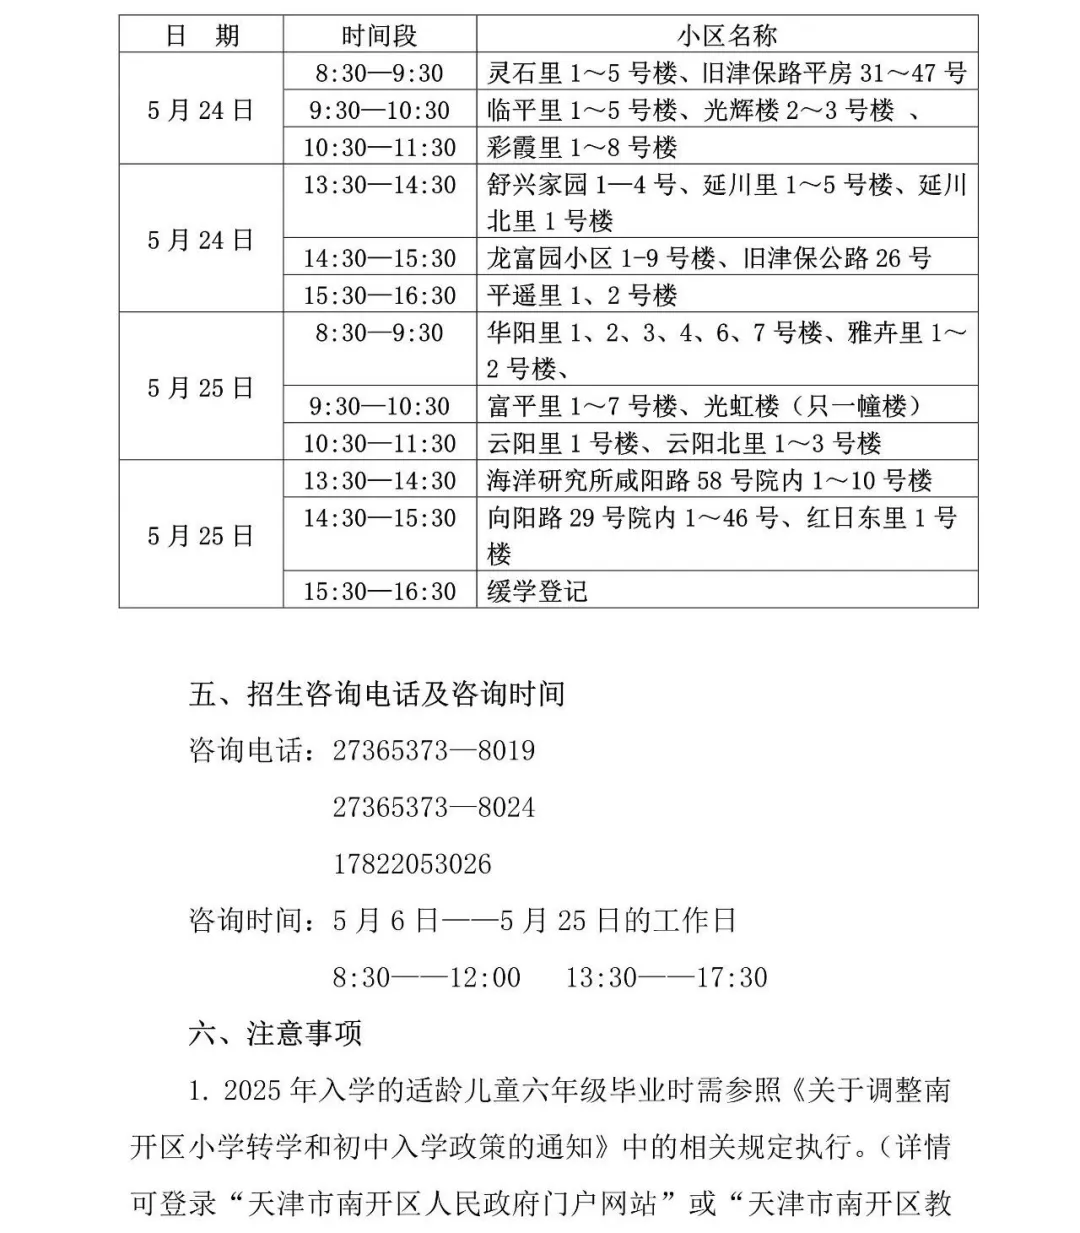 日 期 时间段 小区名称
5 月 24 日
8:30—9:30 灵石里 1～5 号楼、旧津保路平房 31～47 号
9:30—10:30 临平里 1～5 号楼、光辉楼 2～3 号楼 、
10:30—11:30 彩霞里 1～8 号楼
5 月 24 日
13:30—14:30 舒兴家园 1—4 号、延川里 1～5 号楼、延川
北里 1 号楼
14:30—15:30 龙富园小区 1-9 号楼、旧津保公路 26 号
15:30—16:30 平遥里 1、2 号楼
5 月 25 日
8:30—9:30 华阳里 1、2、3、4、6、7 号楼、雅卉里 1～
2 号楼、
9:30—10:30 富平里 1～7 号楼、光虹楼（只一幢楼）
10:30—11:30 云阳里 1 号楼、云阳北里 1～3 号楼
5 月 25 日
13:30—14:30 海洋研究所咸阳路 58 号院内 1～10 号楼
14:30—15:30 向阳路 29 号院内 1～46 号、红日东里 1 号
楼
15:30—16:30 缓学登记
五、招生咨询电话及咨询时间
咨询电话：27365373—8019
27365373—8024
17822053026
咨询时间：5 月 6 日——5 月 25 日的工作日
8:30——12:00 13:30——17:30
六、注意事项
1. 2025 年入学的适龄儿童六年级毕业时需参照《关于调整南
开区小学转学和初中入学政策的通知》中的相关规定执行。（详情
可登录“天津市南开区人民政府门户网站”或“天津市南开区教